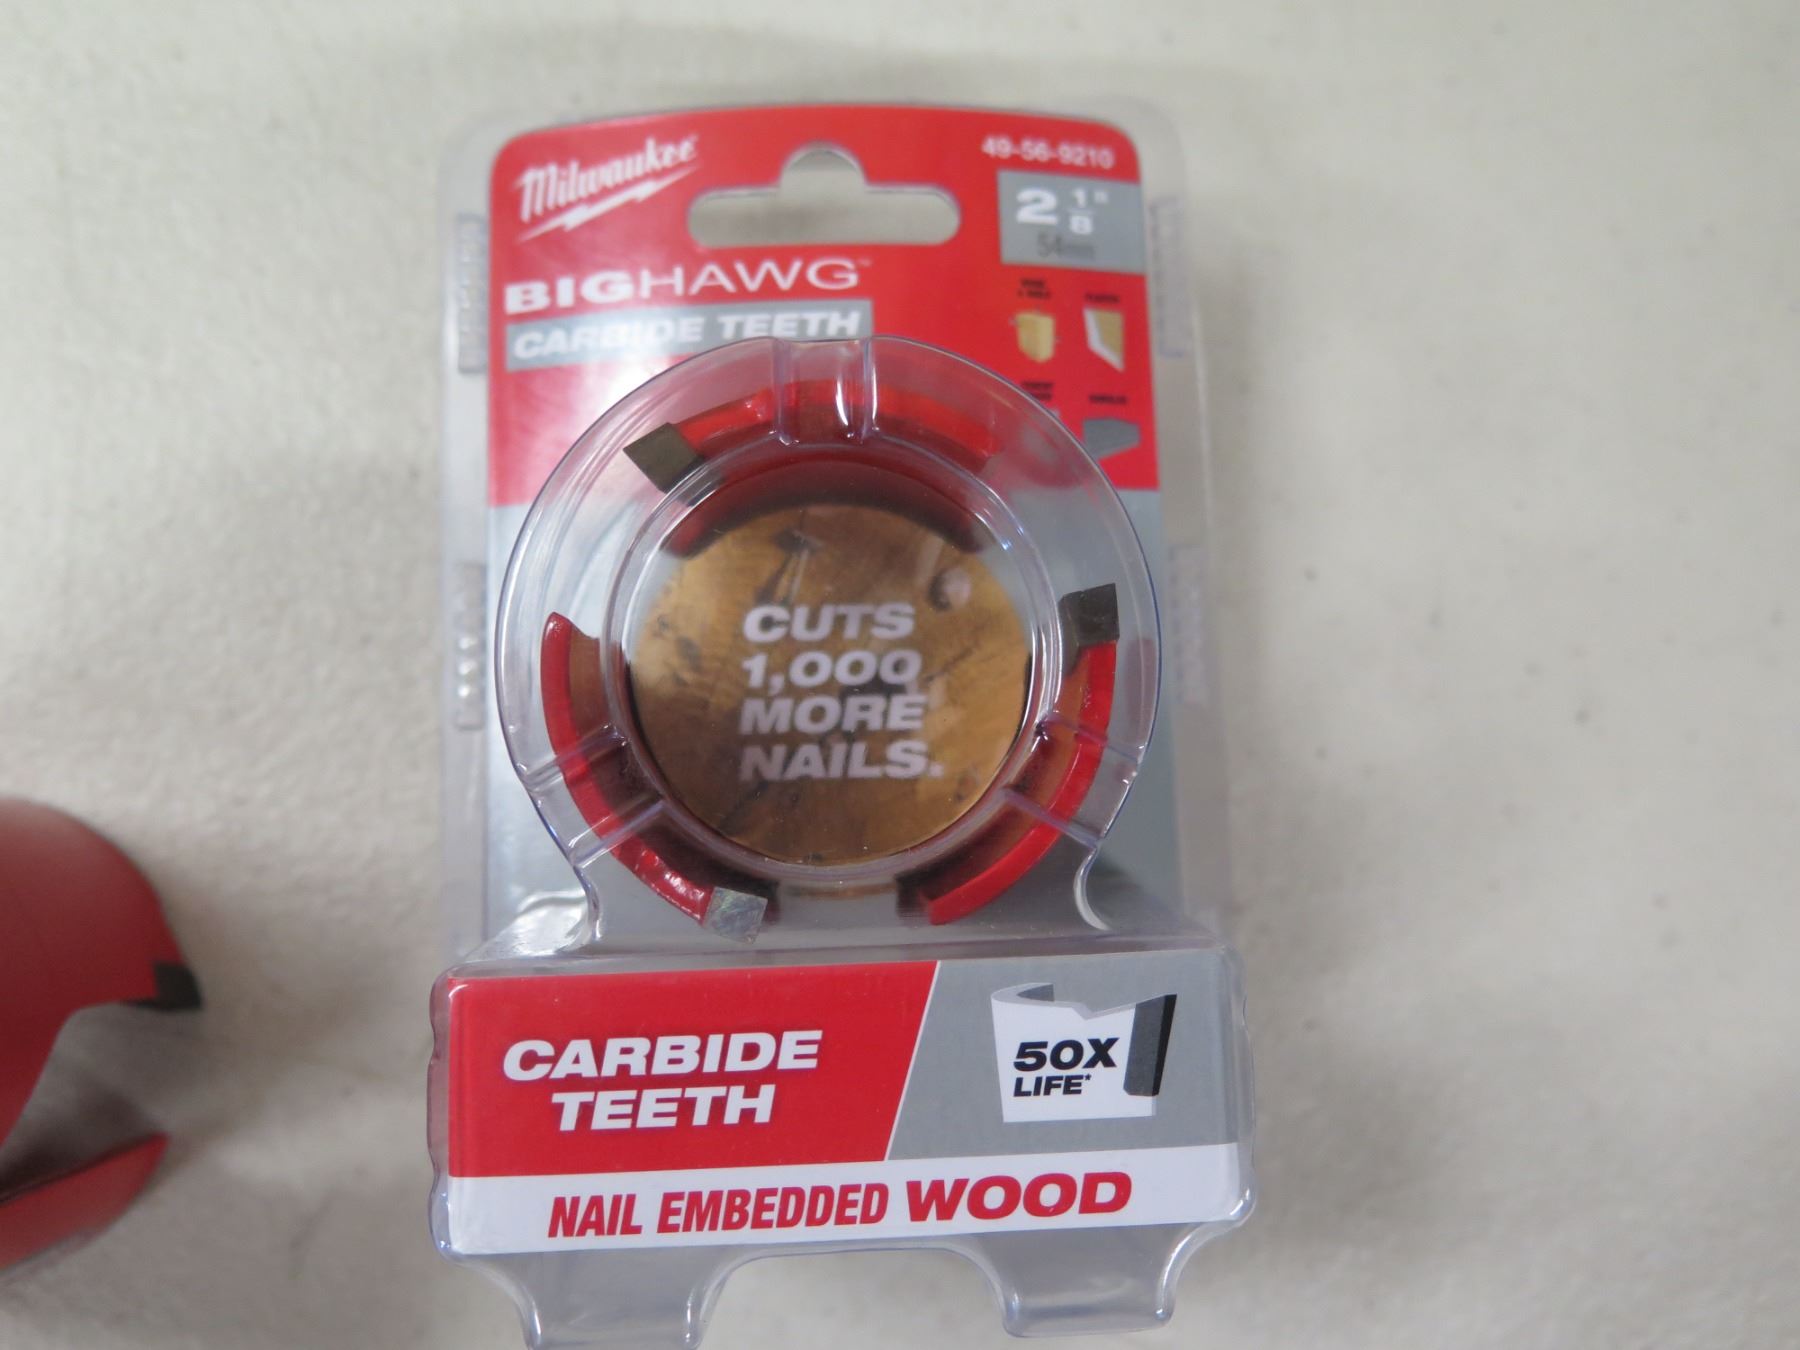 Milwaukee
49-56-9210
2 1/8"
54mm
BIGHAWG™
CARBIDE TEETH
CUTS
1,000
MORE
NAILS.
CARBIDE
TEETH
50X
LIFE*
NAIL EMBEDDED WOOD